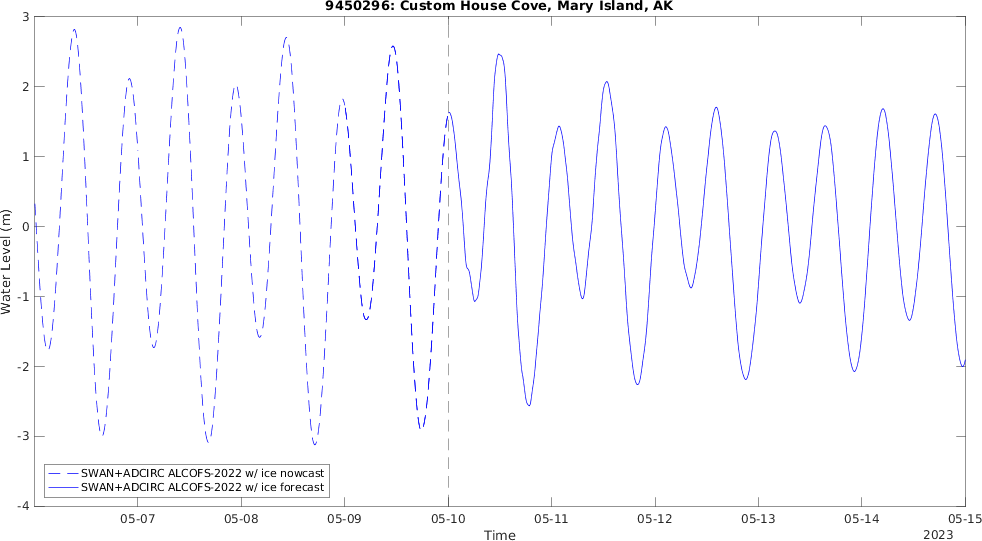 9450296: Custom House Cove, Mary Island, AK
3
2
1
0
-1
-2
-3
-4
Water Level (m)
SWAN+ADCIRC ALCOFS-2022 w/ ice nowcast
SWAN+ADCIRC ALCOFS-2022 w/ ice forecast
05-07 05-08 05-09 05-10 05-11 05-12 05-13 05-14 05-15
Time
2023